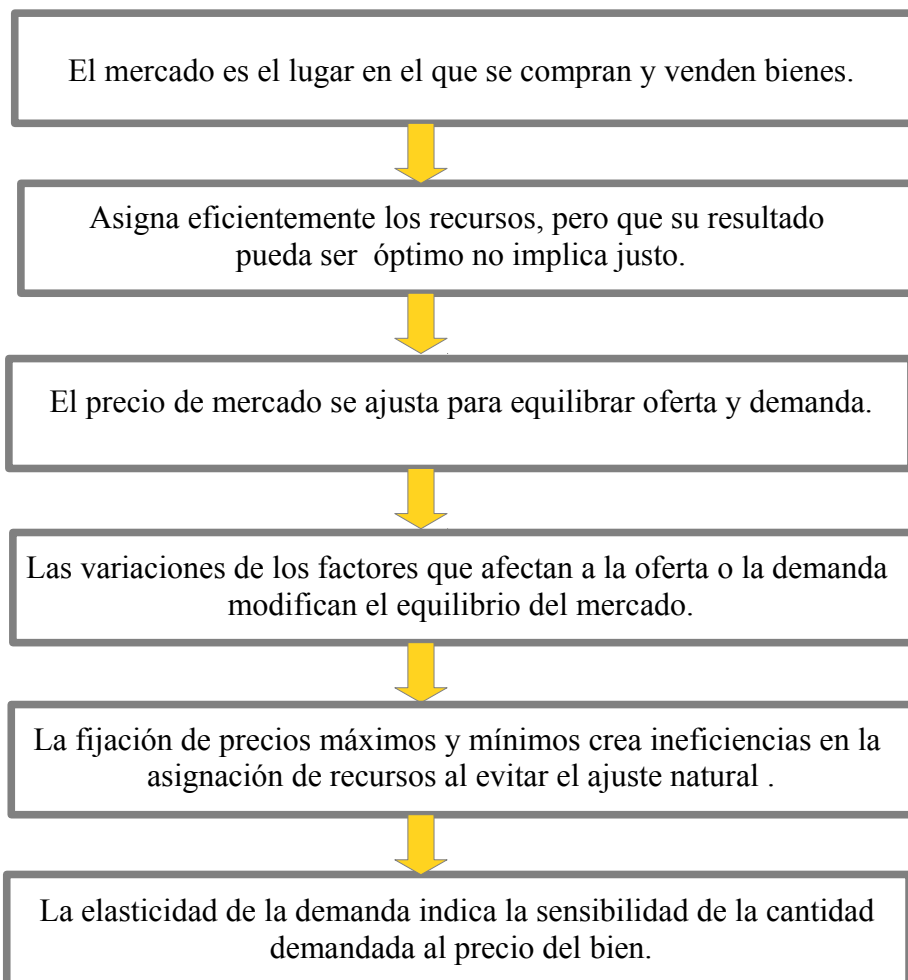 El mercado es el lugar en el que se compran y venden bienes.
Asigna eficientemente los recursos, pero que su resultado
pueda ser óptimo no implica justo.
El precio de mercado se ajusta para equilibrar oferta y demanda.
Las variaciones de los factores que afectan a la oferta o la demanda
modifican el equilibrio del mercado.
La fijación de precios máximos y mínimos crea ineficiencias en la
asignación de recursos al evitar el ajuste natural .
La elasticidad de la demanda indica la sensibilidad de la cantidad
demandada al precio del bien.